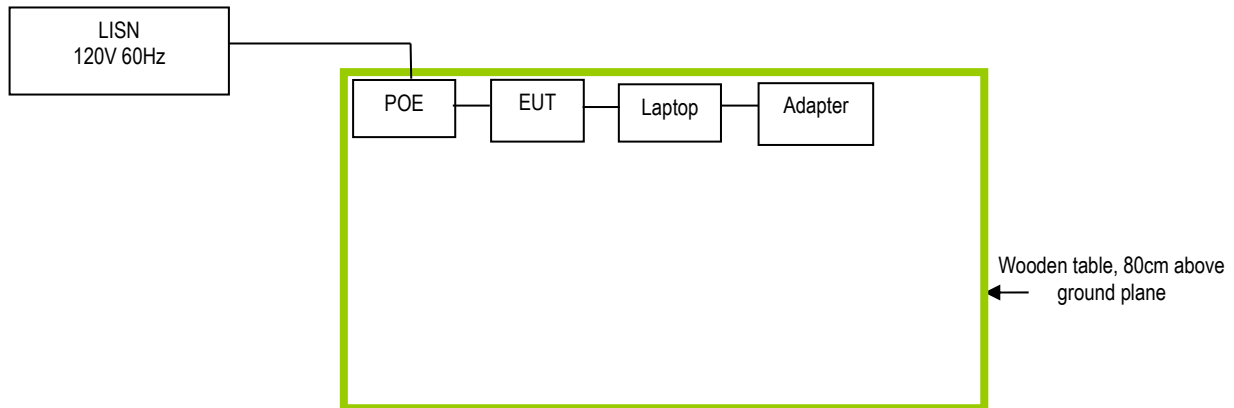 LISN
120V 60Hz
POE
EUT
Laptop
Adapter
Wooden table, 80cm above
ground plane